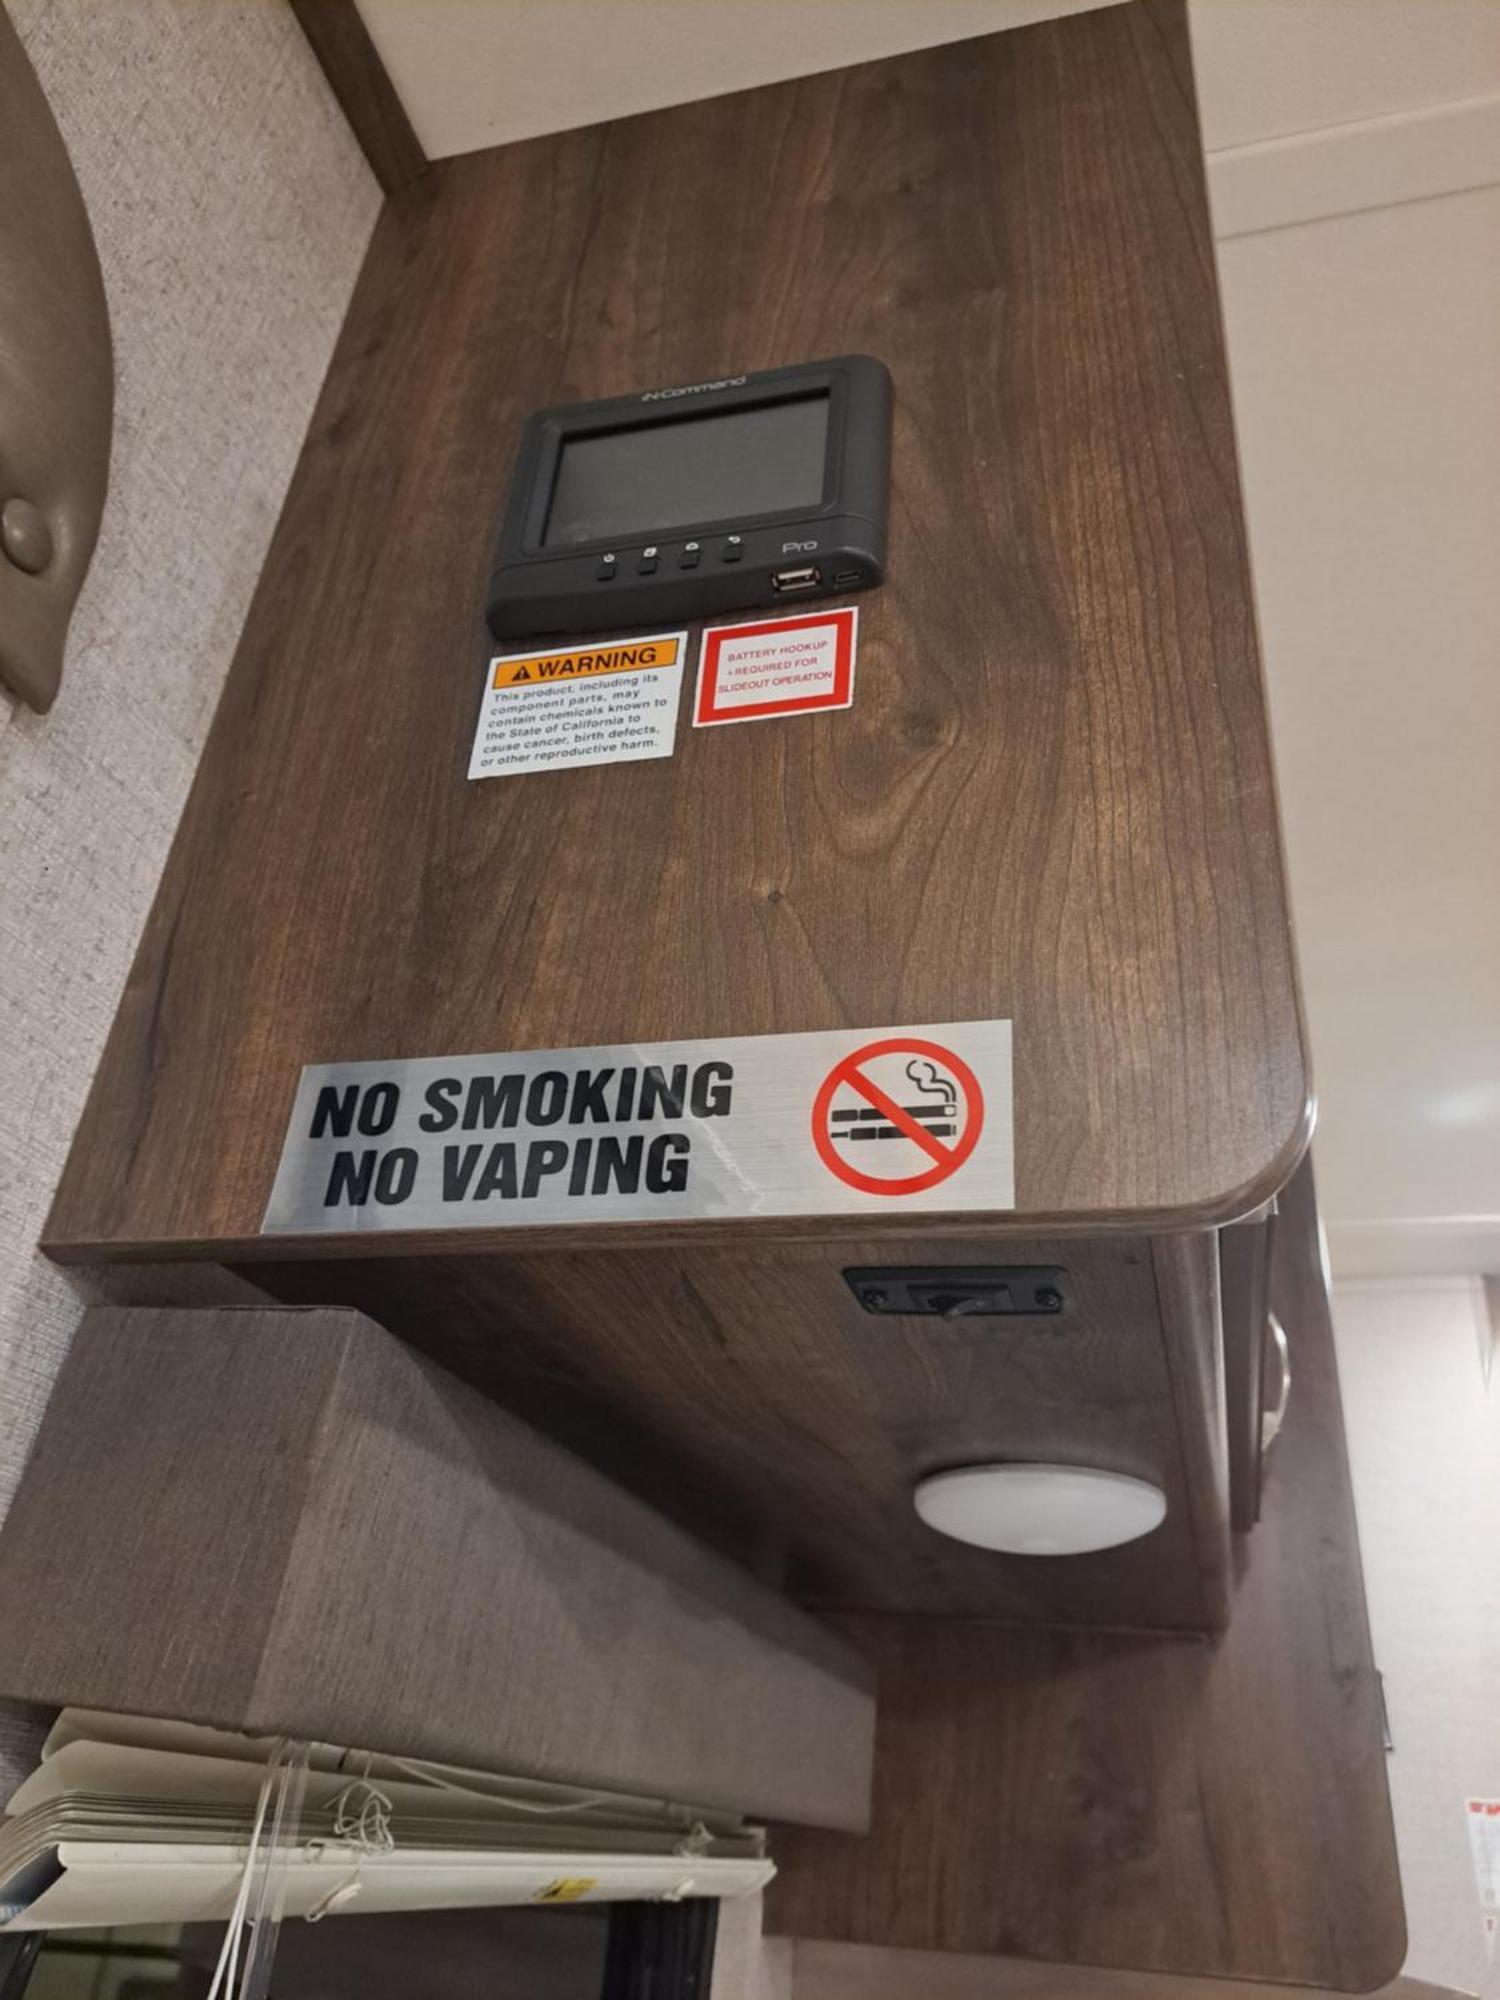 iN·Command
Pro
WARNING
This product, including its
component parts, may
contain chemicals known to
the State of California to
cause cancer, birth defects,
or other reproductive harm.
BATTERY HOOKUP
REQUIRED FOR
SLIDEOUT OPERATION
NO SMOKING
NO VAPING